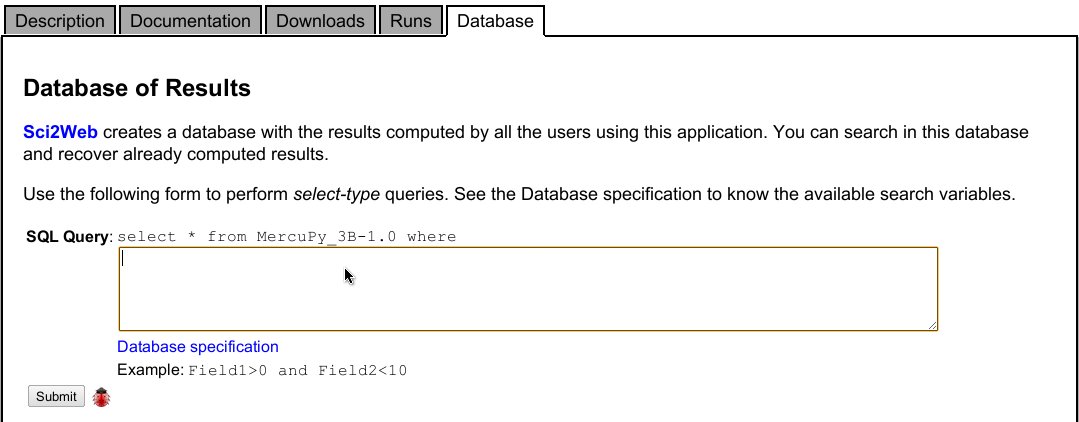 Description Documentation Downloads Runs Database
Database of Results
Sci2Web creates a database with the results computed by all the users using this application. You can search in this database
and recover already computed results.
Use the following form to perform select-type queries. See the Database specification to know the available search variables.
SQL Query: select * from MercuPy_3B-1.0 where
Database specification
Example: Field1>0 and Field2<10
Submit